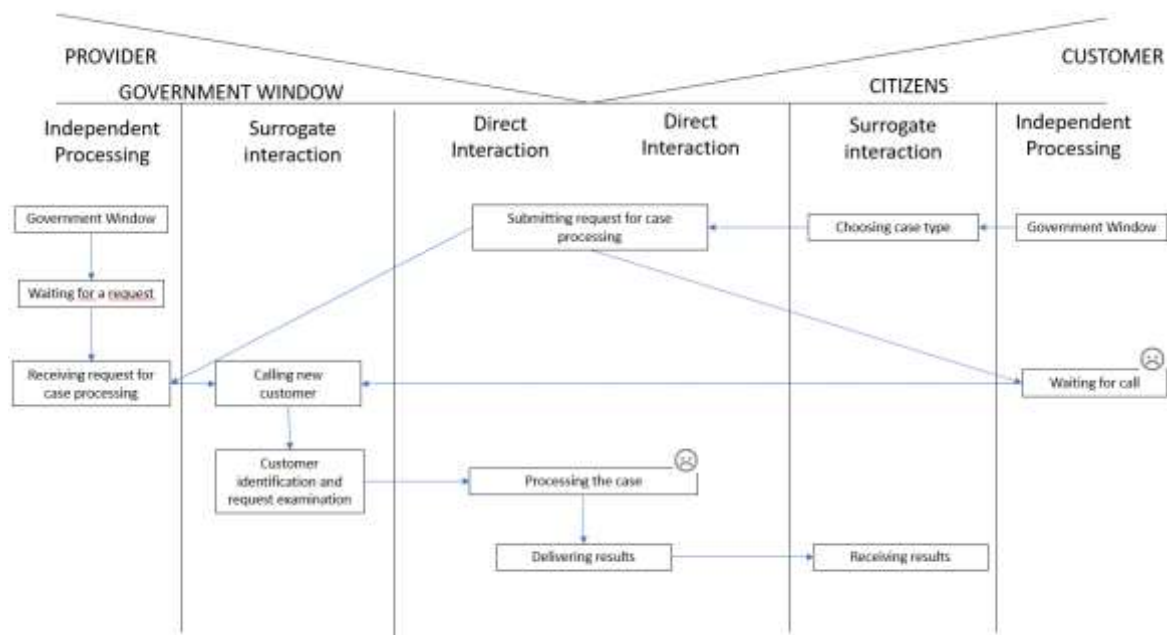 PROVIDER
CUSTOMER
GOVERNMENT WINDOW
CITIZENS
Independent
Processing
Surrogate
interaction
Direct
Interaction
Direct
Interaction
Surrogate
interaction
Independent
Processing
Government Window
Submitting request for case
processing
Choosing case type
Government Window
Waiting for a request
Receiving request for
case processing
Calling new
customer
Waiting for call
Customer
identification and
request examination
Processing the case
Delivering results
Receiving results